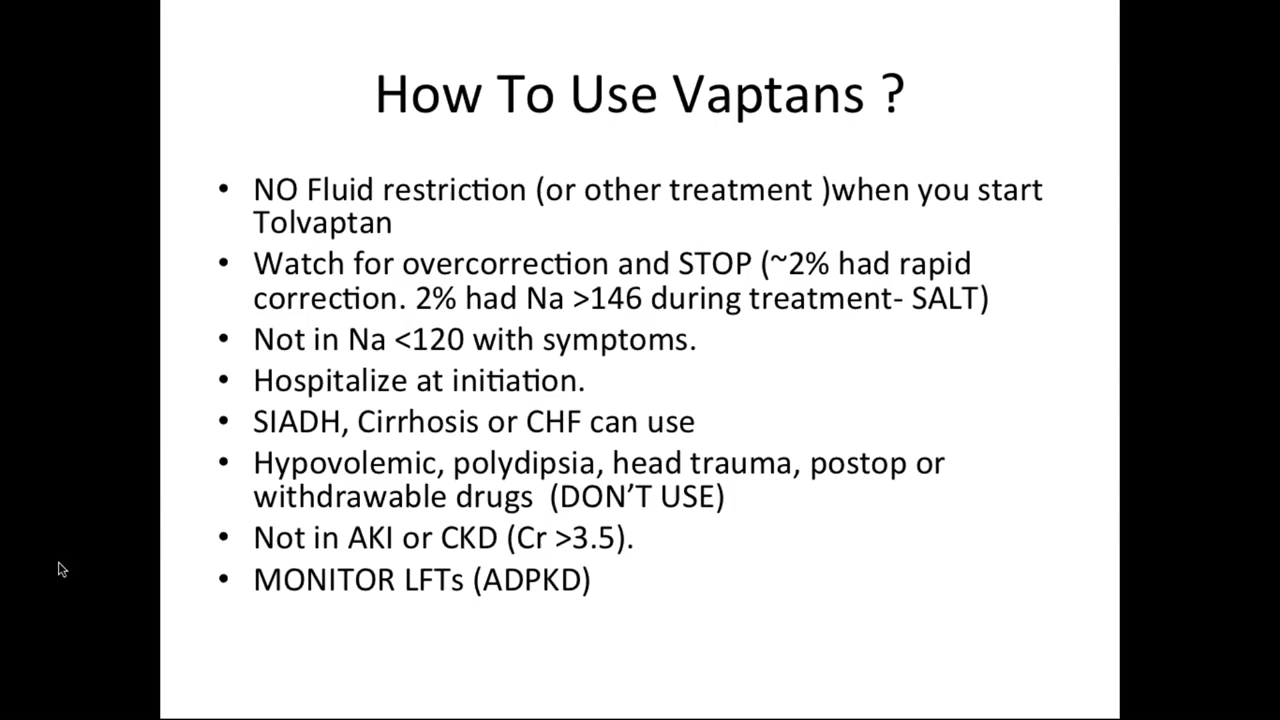 How To Use Vaptans ?
• NO Fluid restriction (or other treatment )when you start
Tolvaptan
• Watch for overcorrection and STOP (~2% had rapid
correction. 2% had Na >146 during treatment- SALT)
• Not in Na <120 with symptoms.
• Hospitalize at initiation.
• SIADH, Cirrhosis or CHF can use
• Hypovolemic, polydipsia, head trauma, postop or
withdrawable drugs  (DON’T USE)
• Not in AKI or CKD (Cr >3.5).
• MONITOR LFTs (ADPKD)